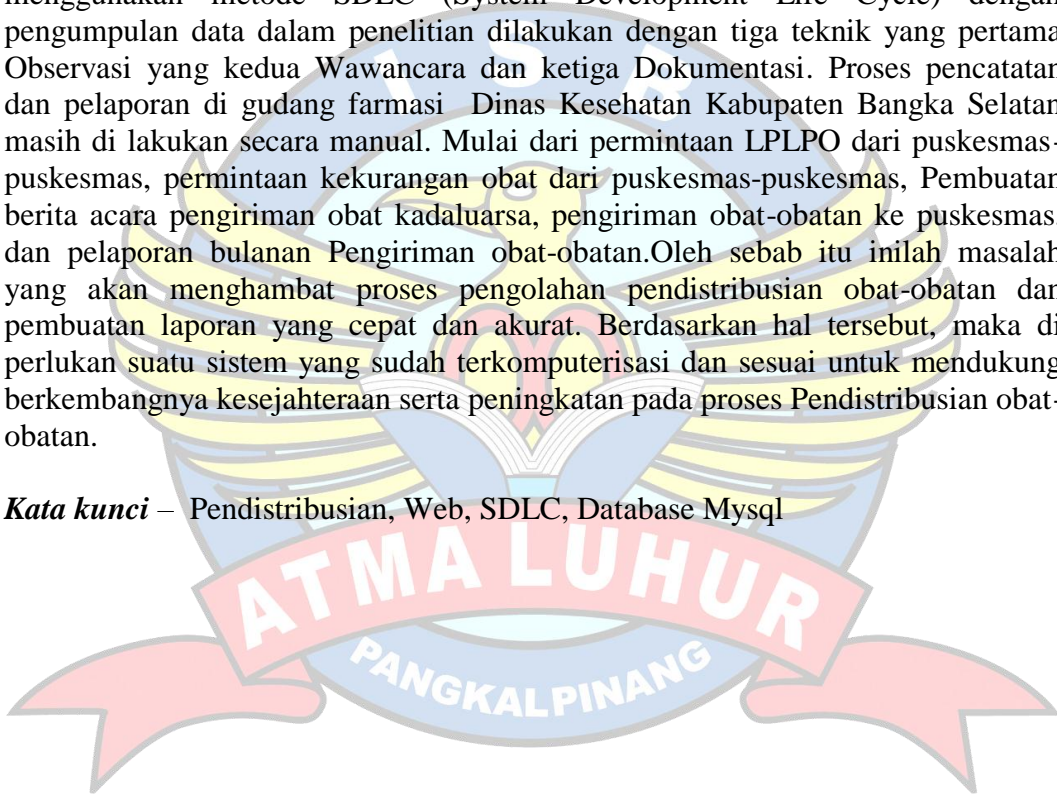 menggunakan metode SDLC (System Development Life Cycle) dengan
pengumpulan data dalam penelitian dilakukan dengan tiga teknik yang pertama
Observasi yang kedua Wawancara dan ketiga Dokumentasi. Proses pencatatan
dan pelaporan di gudang farmasi Dinas Kesehatan Kabupaten Bangka Selatan
masih di lakukan secara manual. Mulai dari permintaan LPLPO dari puskesmas-
puskesmas, permintaan kekurangan obat dari puskesmas-puskesmas, Pembuatan
berita acara pengiriman obat kadaluarsa, pengiriman obat-obatan ke puskesmas,
dan pelaporan bulanan Pengiriman obat-obatan.Oleh sebab itu inilah masalah
yang akan menghambat proses pengolahan pendistribusian obat-obatan dan
pembuatan laporan yang cepat dan akurat. Berdasarkan hal tersebut, maka di
perlukan suatu sistem yang sudah terkomputerisasi dan sesuai untuk mendukung
berkembangnya kesejahteraan serta peningkatan pada proses Pendistribusian obat-
obatan.
Kata kunci – Pendistribusian, Web, SDLC, Database Mysql
ISB
ATMA LUHUR
PANGKALPINANG